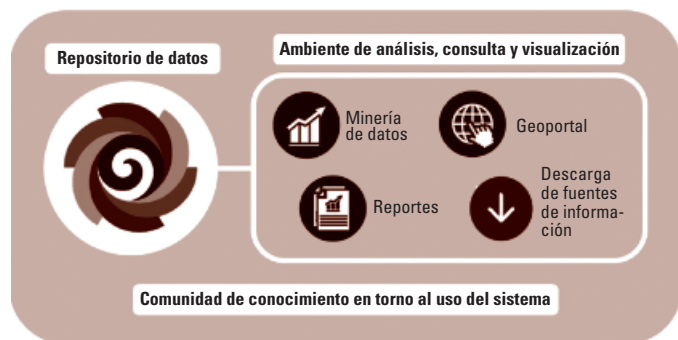 Repositorio de datos
Ambiente de análisis, consulta y visualización
Minería
de datos
Geoportal
Reportes
Descarga
de fuentes
de informa-
ción
Comunidad de conocimiento en torno al uso del sistema